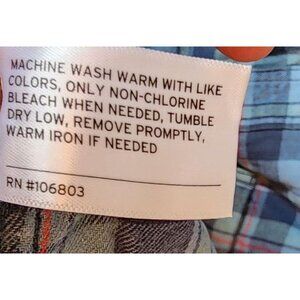 MACHINE WASH WARM WITH LIKE
COLORS, ONLY NON-CHLORINE
BLEACH WHEN NEEDED, TUMBLE
DRY LOW, REMOVE PROMPTLY,
WARM IRON IF NEEDED
RN #106803